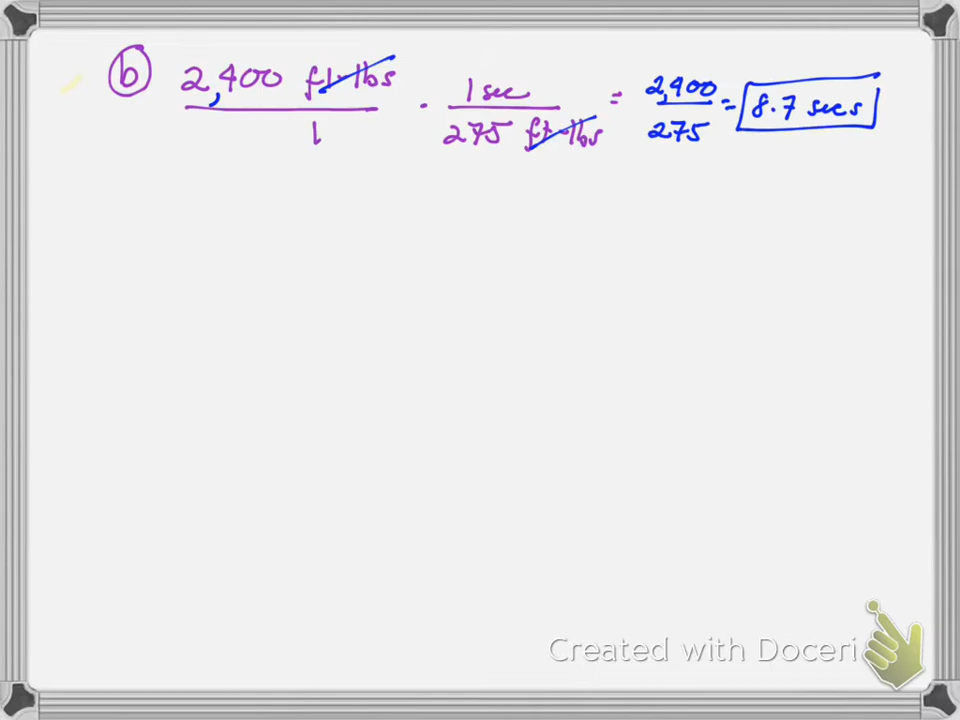 b 2,400 ft-lbs / 1 · 1 sec / 275 ft-lbs = 2,400 / 275 = 8.7 secs
Created with Doceri